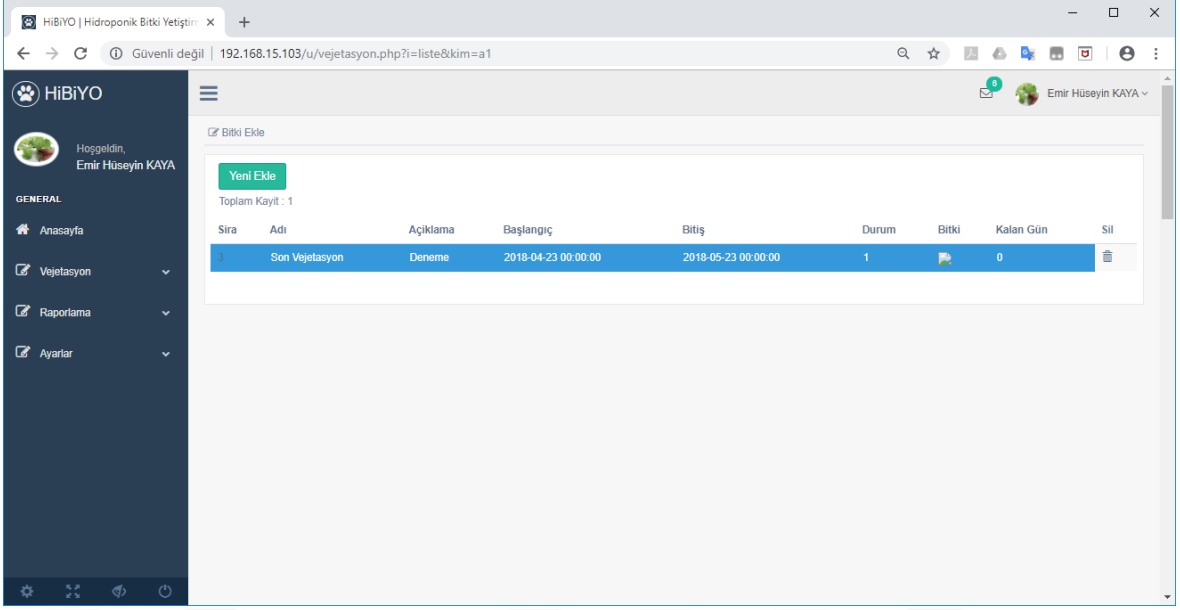 HiBiYO | Hidroponik Bitki Yetiştirm
Güvenli değil | 192.168.15.103/u/vejetasyon.php?i=liste&kim=a1
HiBiYO
6
Emir Hüseyin KAYA
Hoşgeldin,
Emir Hüseyin KAYA
GENERAL
Anasayfa
Vejetasyon
Raporlama
Ayarlar
Bitki Ekle
Yeni Ekle
Toplam Kayit : 1
Sira Adı Açiklama Başlangıç Bitiş Durum Bitki Kalan Gün Sil
3 Son Vejetasyon Deneme 2018-04-23 00:00:00 2018-05-23 00:00:00 1 0